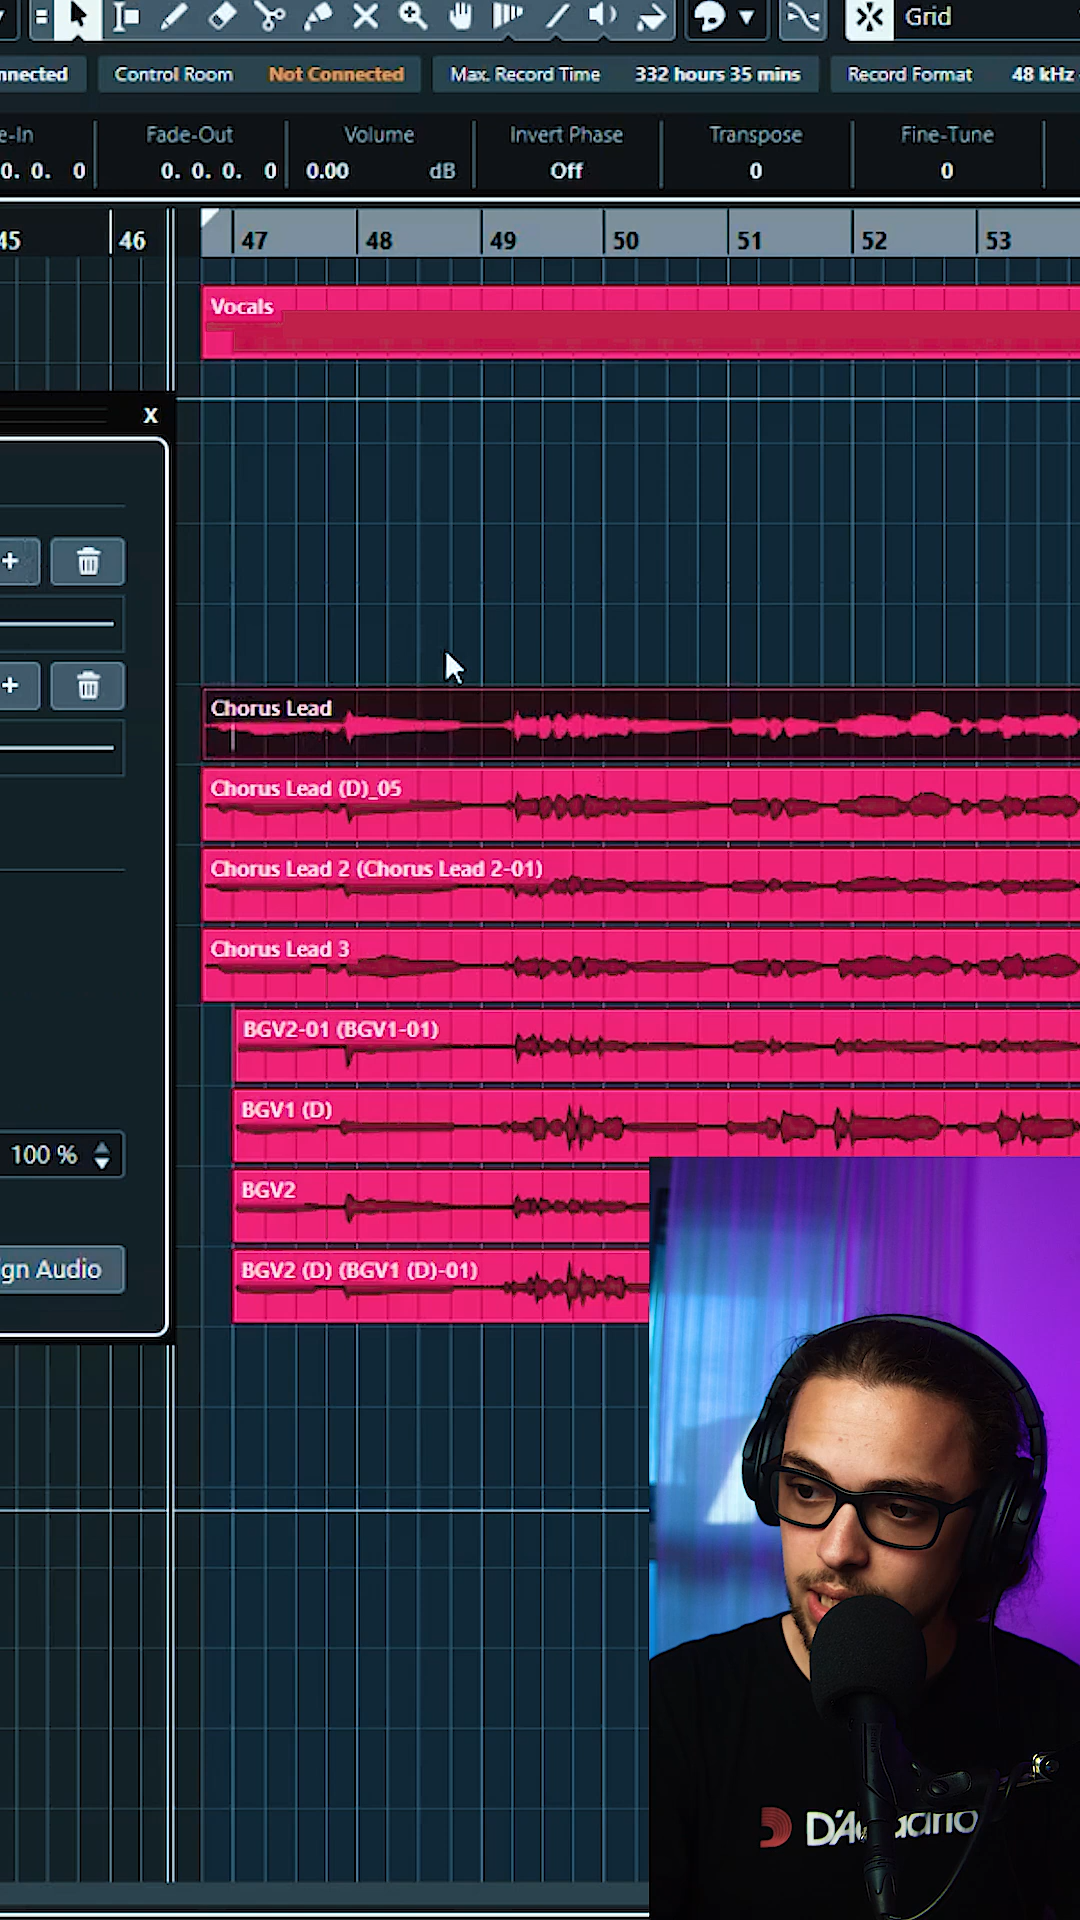 Grid
nnected
Control Room
Not Connected
Max. Record Time
332 hours 35 mins
Record Format
48 kHz
e-In
Fade-Out
Volume
Invert Phase
Transpose
Fine-Tune
0. 0. 0
0. 0. 0. 0
0.00 dB
Off
0
0
45
46
47
48
49
50
51
52
53
Vocals
X
+
+
Chorus Lead
Chorus Lead (D)_05
Chorus Lead 2 (Chorus Lead 2-01)
Chorus Lead 3
BGV2-01 (BGV1-01)
BGV1 (D)
100 %
BGV2
gn Audio
BGV2 (D) (BGV1 (D)-01)